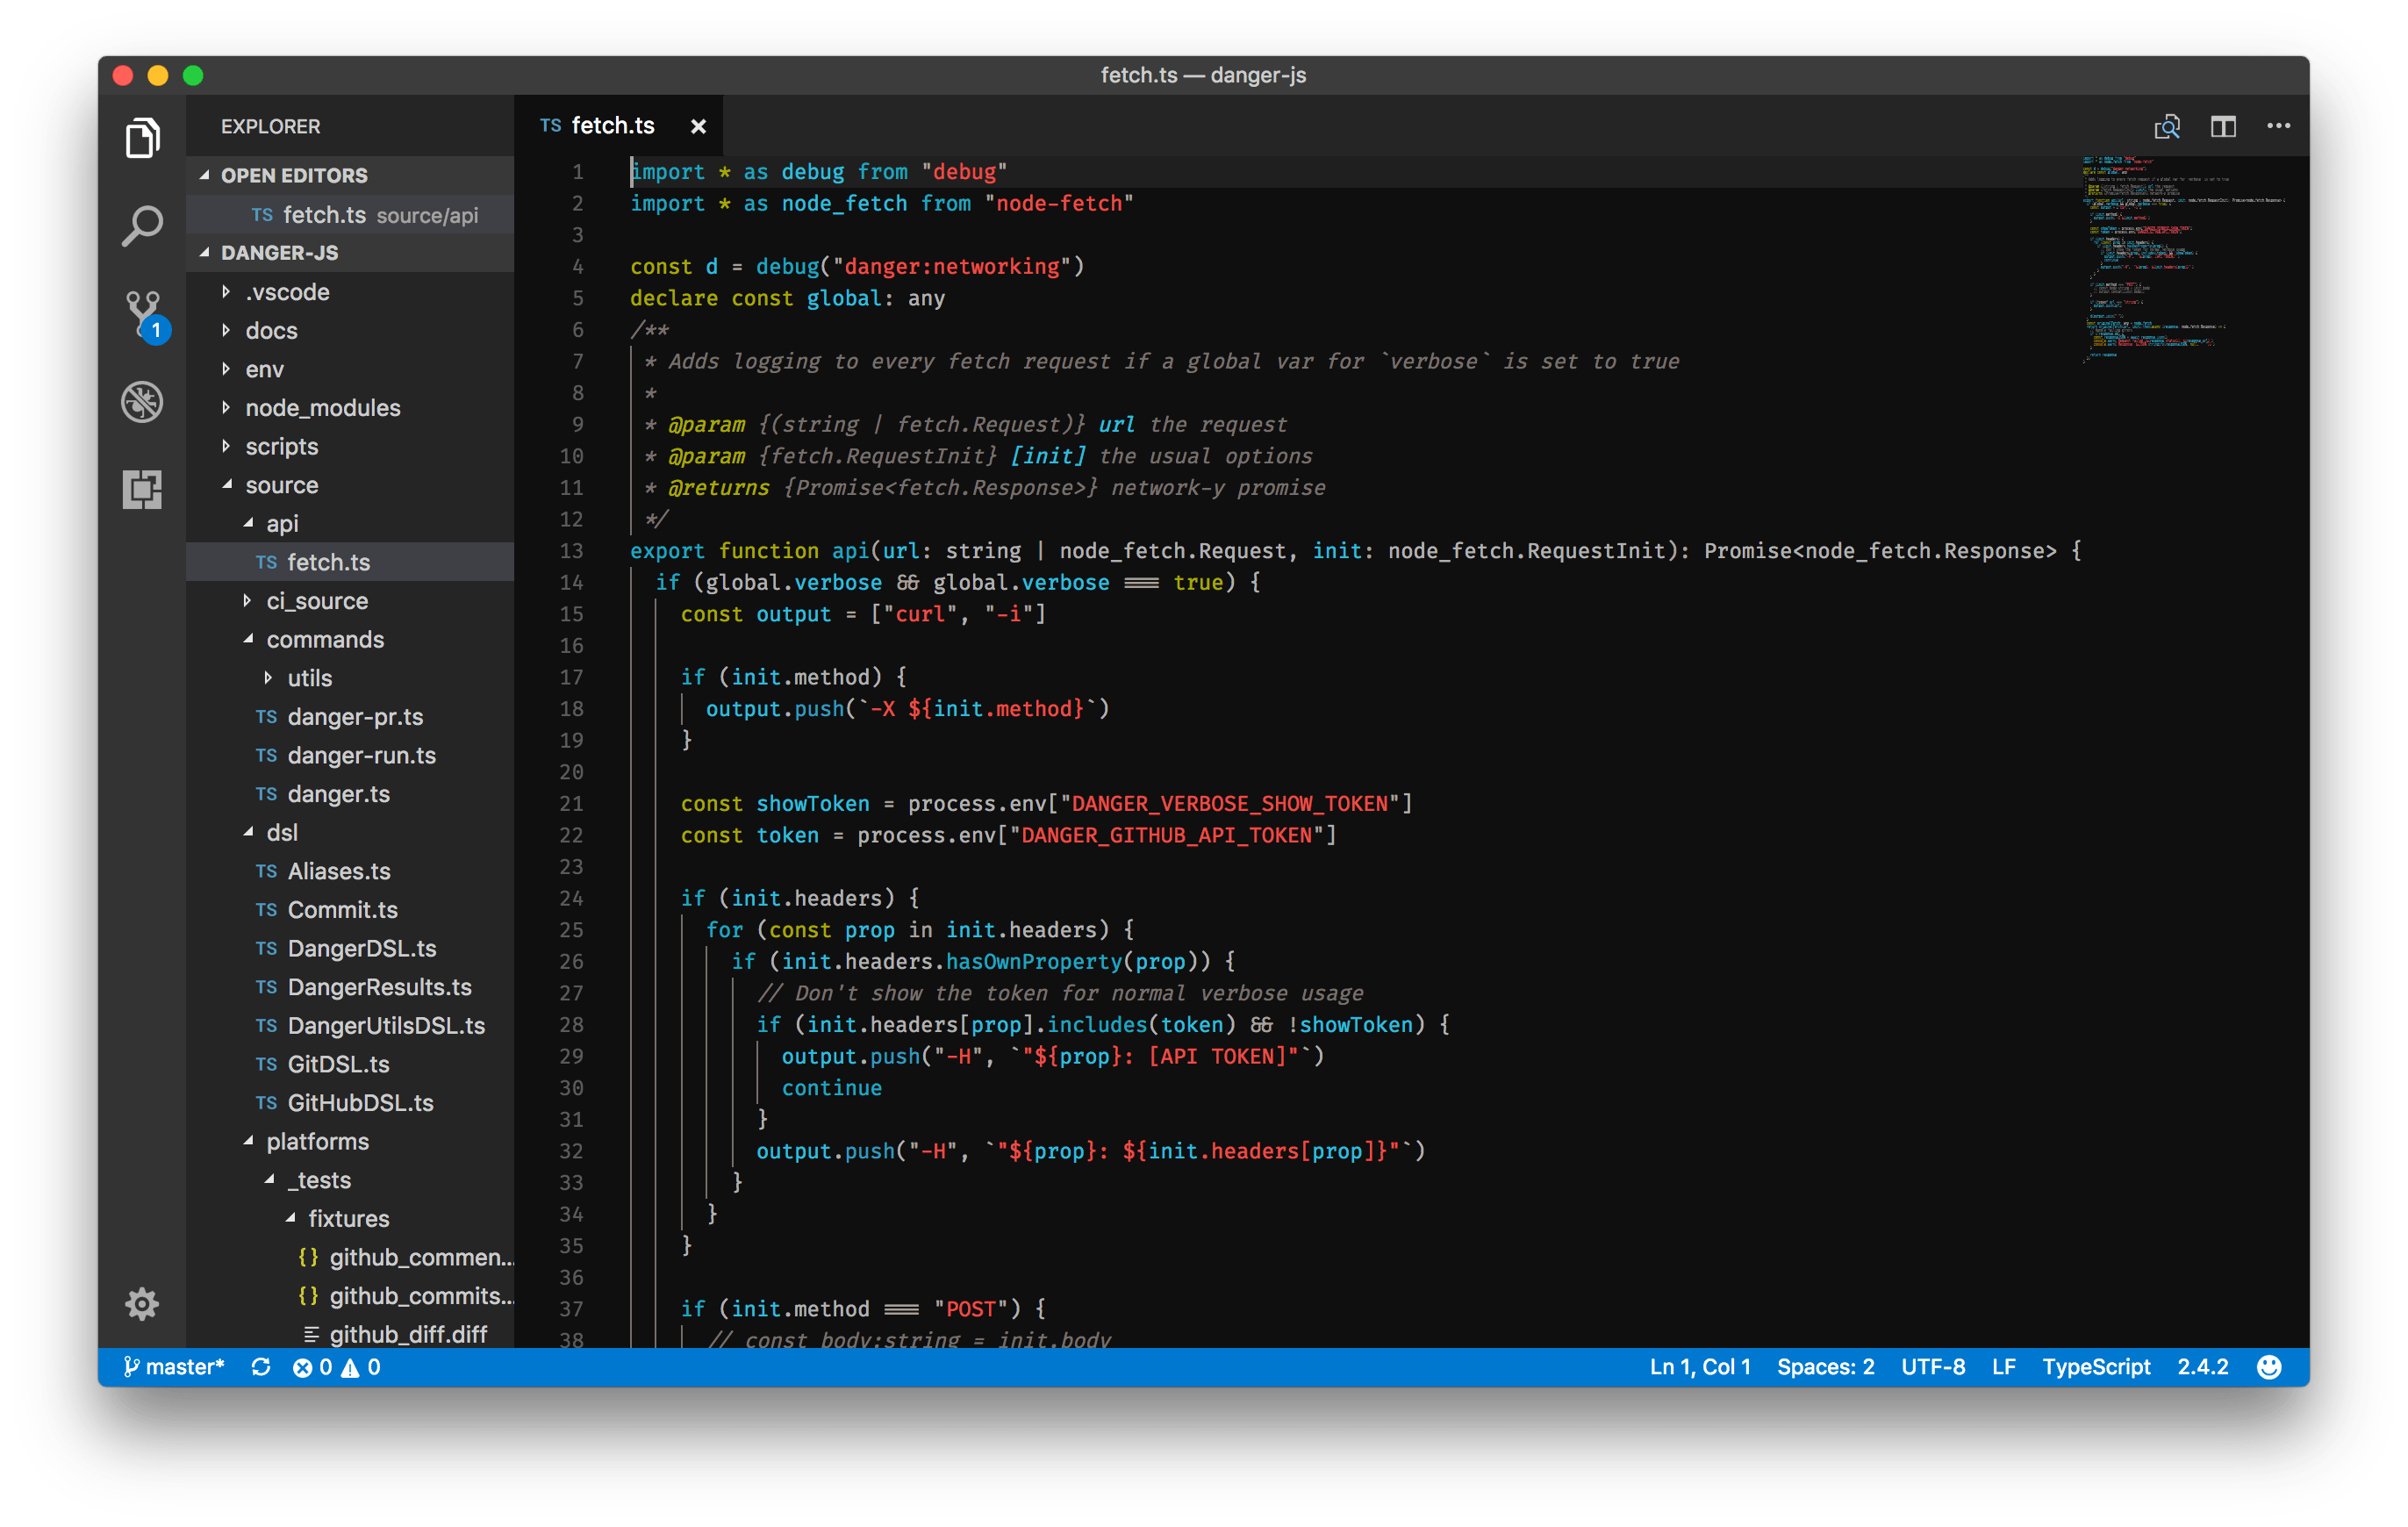 fetch.ts — danger-js
EXPLORER
OPEN EDITORS
TS fetch.ts source/api
DANGER-JS
.vscode
docs
env
node_modules
scripts
source
api
TS fetch.ts
ci_source
commands
utils
TS danger-pr.ts
TS danger-run.ts
TS danger.ts
dsl
TS Aliases.ts
TS Commit.ts
TS DangerDSL.ts
TS DangerResults.ts
TS DangerUtilsDSL.ts
TS GitDSL.ts
TS GitHubDSL.ts
platforms
_tests
fixtures
{} github_commen...
{} github_commits...
github_diff.diff
1
TS fetch.ts ×
1 import * as debug from "debug"
2 import * as node_fetch from "node-fetch"
3
4 const d = debug("danger:networking")
5 declare const global: any
6 /**
7 * Adds logging to every fetch request if a global var for `verbose` is set to true
8 *
9 * @param {(string | fetch.Request)} url the request
10 * @param {fetch.RequestInit} [init] the usual options
11 * @returns {Promise<fetch.Response>} network-y promise
12 */
13 export function api(url: string | node_fetch.Request, init: node_fetch.RequestInit): Promise<node_fetch.Response> {
14 if (global.verbose && global.verbose === true) {
15 const output = ["curl", "-i"]
16
17 if (init.method) {
18 output.push(`-X ${init.method}`)
19 }
20
21 const showToken = process.env["DANGER_VERBOSE_SHOW_TOKEN"]
22 const token = process.env["DANGER_GITHUB_API_TOKEN"]
23
24 if (init.headers) {
25 for (const prop in init.headers) {
26 if (init.headers.hasOwnProperty(prop)) {
27 // Don't show the token for normal verbose usage
28 if (init.headers[prop].includes(token) && !showToken) {
29 output.push("-H", `"${prop}: [API TOKEN]"`)
30 continue
31 }
32 output.push("-H", `"${prop}: ${init.headers[prop]}"`)
33 }
34 }
35 }
36
37 if (init.method === "POST") {
38 // const body:string = init.body
master* 0 0
Ln 1, Col 1 Spaces: 2 UTF-8 LF TypeScript 2.4.2